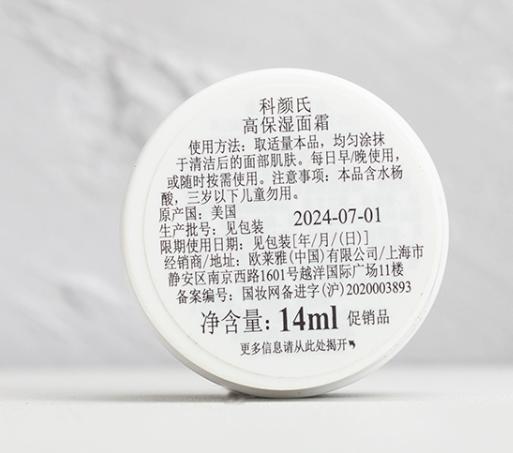 科颜氏
高保湿面霜
使用方法：取适量本品，均匀涂抹
于清洁后的面部肌肤。每日早/晚使用，
或随时按需使用。注意事项：本品含水杨
酸，三岁以下儿童勿用。
原产国：美国
生产批号：见包装 2024-07-01
限期使用日期：见包装[年/月/(日)]
经销商/地址：欧莱雅(中国)有限公司/上海市
静安区南京西路1601号越洋国际广场11楼
备案编号：国妆网备进字(沪)2020003893
净含量：14ml 促销品
更多信息请从此处揭开